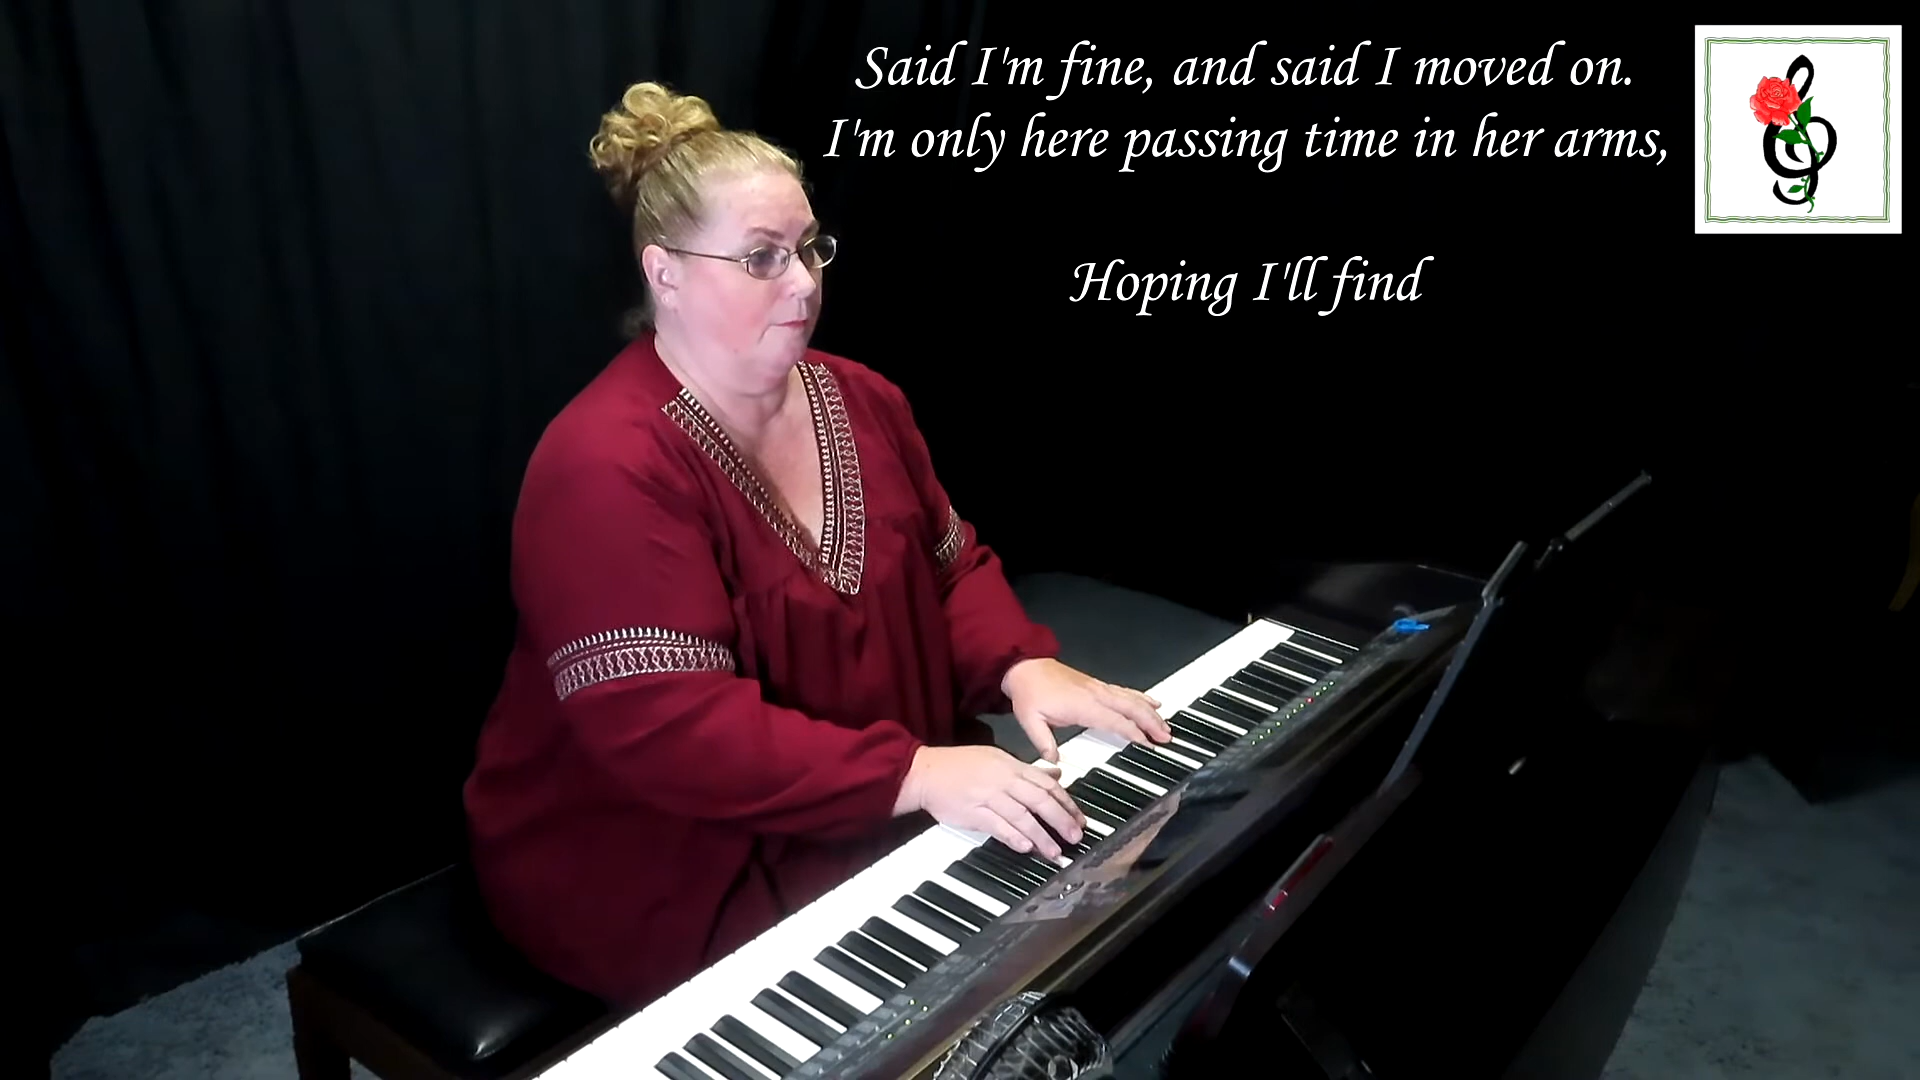 Said I'm fine, and said I moved on.
I'm only here passing time in her arms,
Hoping I'll find